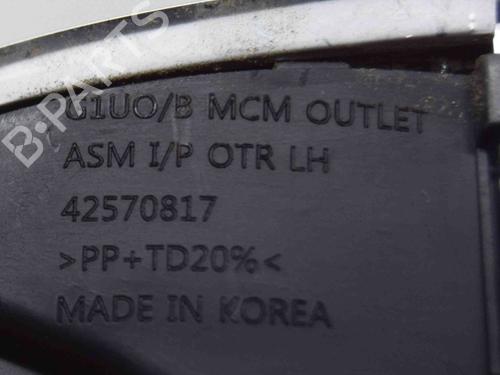 B-PARTS
G1UO/B MCM OUTLET
ASM I/P OTR LH
42570817
>PP+TD20%<
MADE IN KOREA